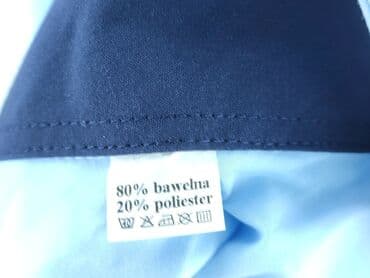 80% bawełna
20% poliester